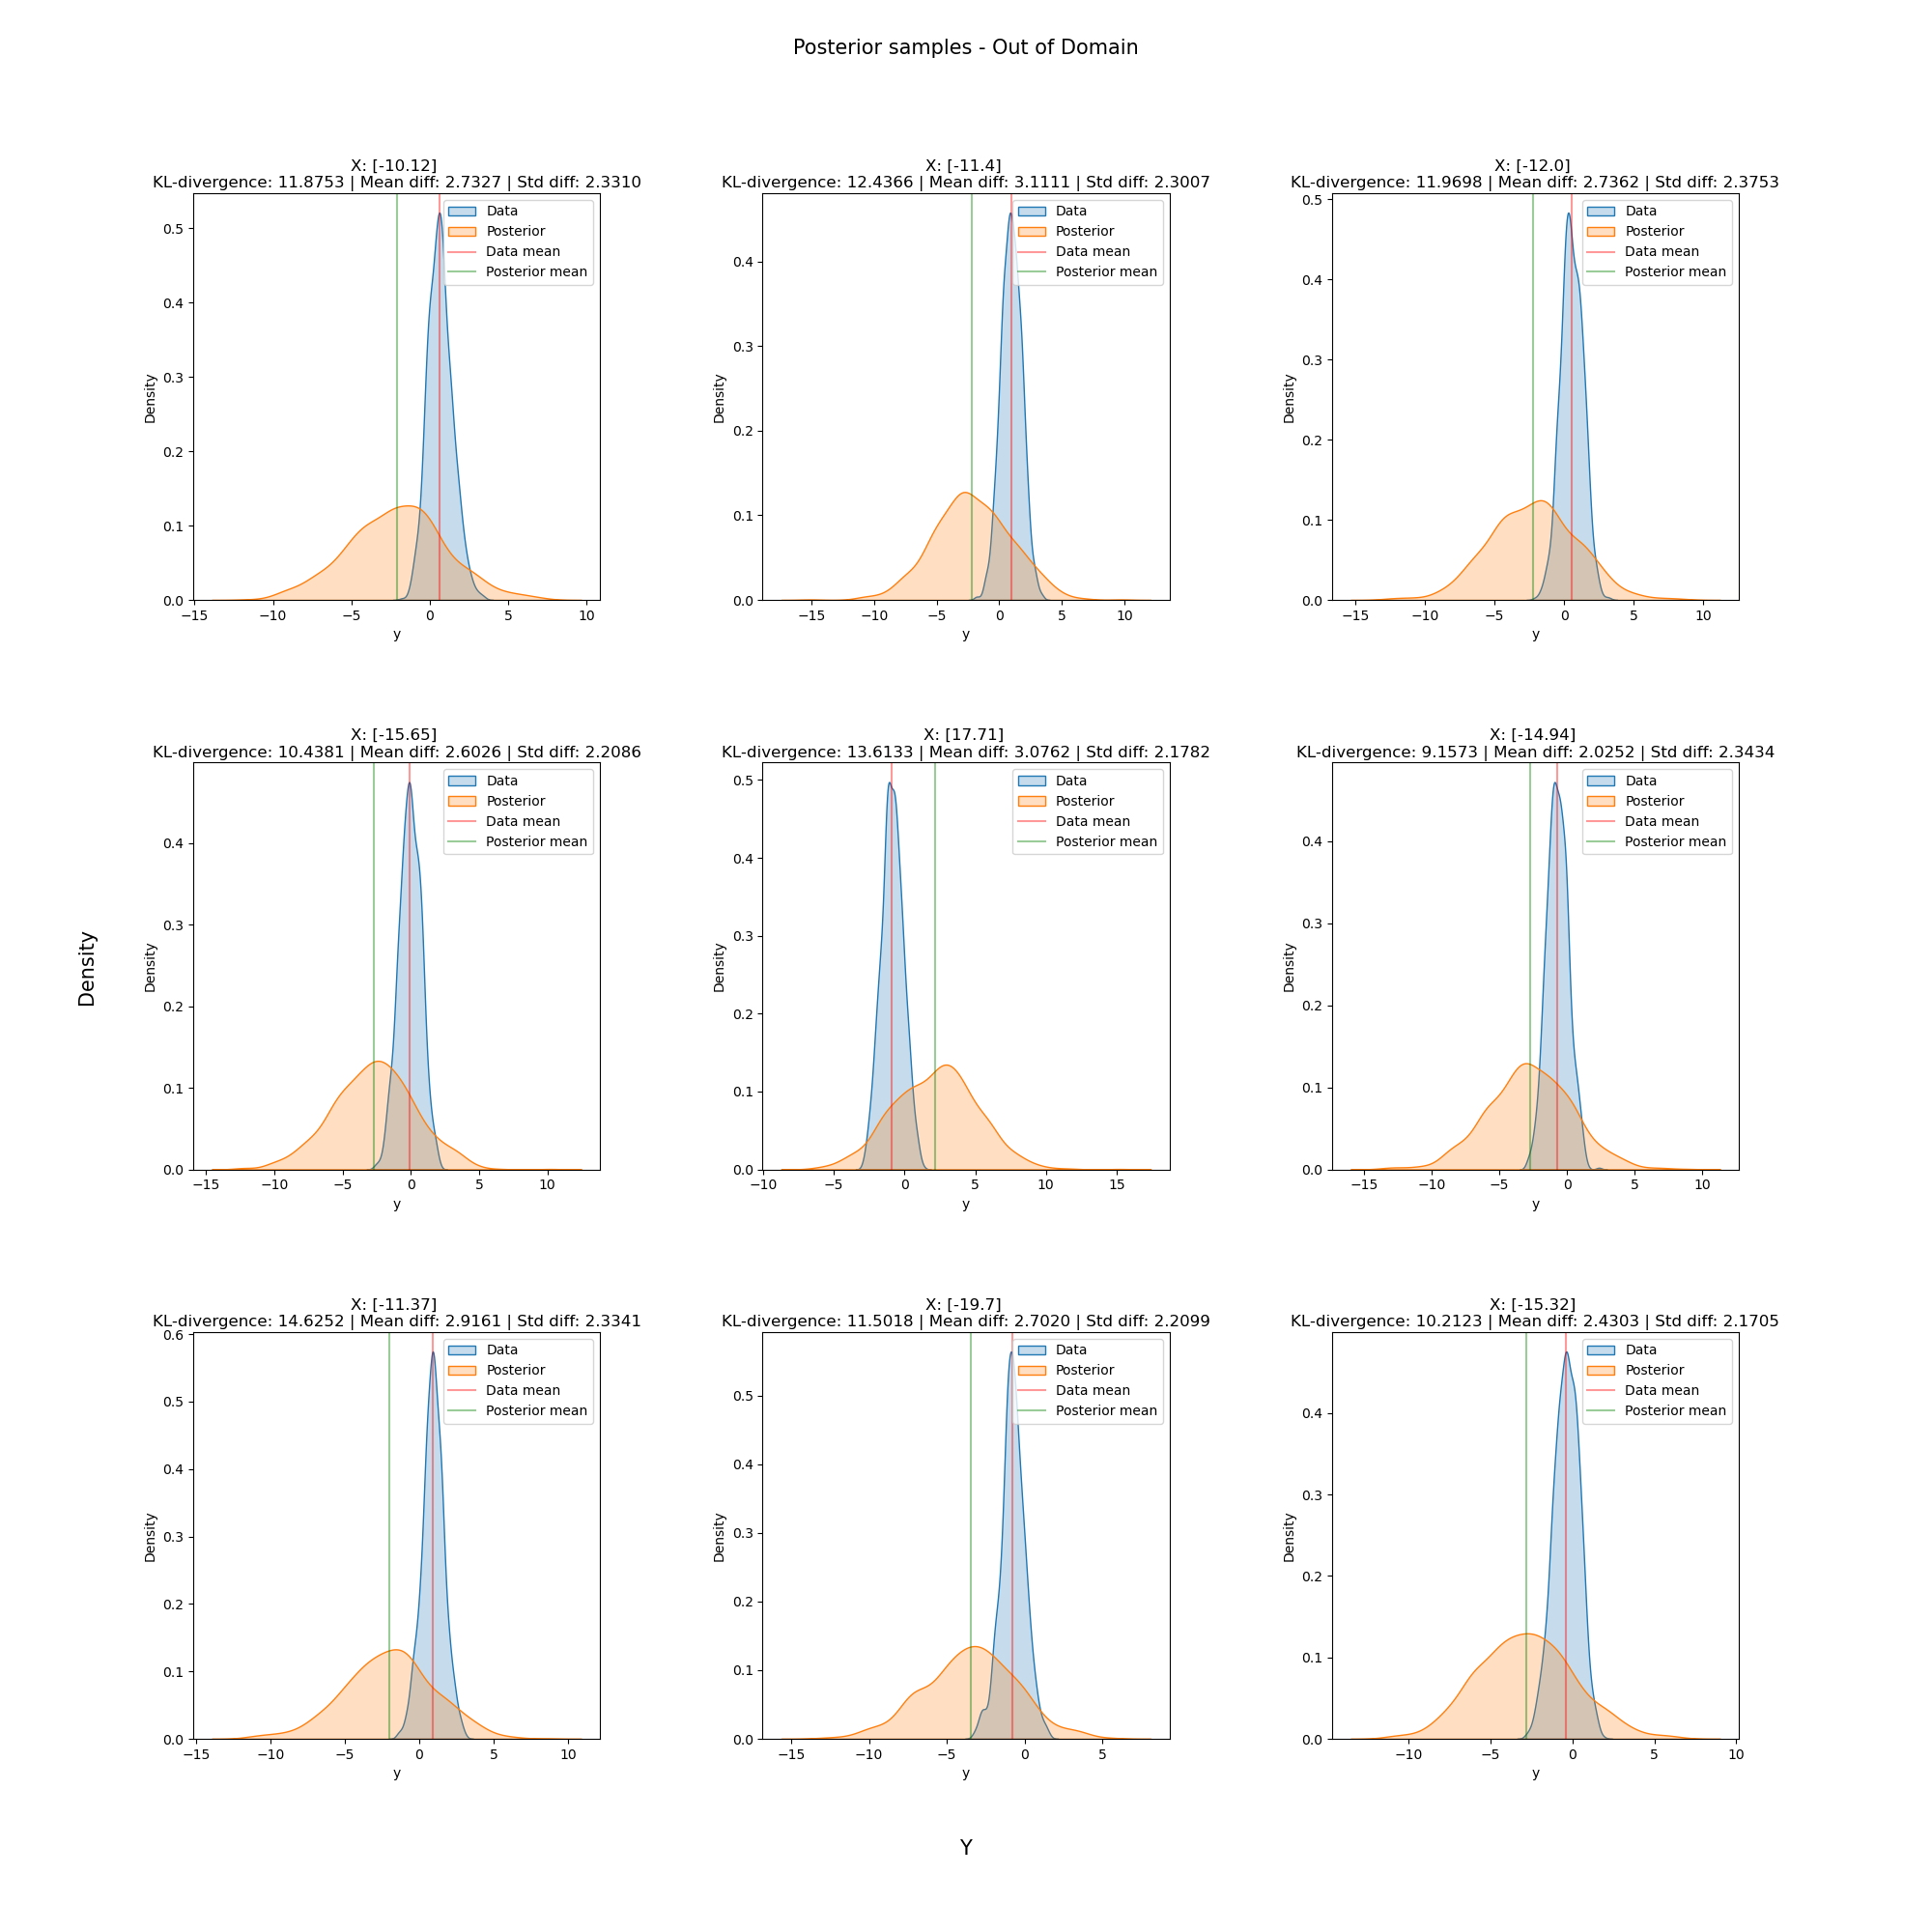 Posterior samples - Out of Domain
X: [-10.12]
KL-divergence: 11.8753 | Mean diff: 2.7327 | Std diff: 2.3310
Data
Posterior
Data mean
Posterior mean
0.5
0.4
0.3
0.2
0.1
0.0
Density
−15 −10 −5 0 5 10
y
X: [-11.4]
KL-divergence: 12.4366 | Mean diff: 3.1111 | Std diff: 2.3007
Data
Posterior
Data mean
Posterior mean
0.4
0.3
0.2
0.1
0.0
Density
−15 −10 −5 0 5 10
y
X: [-12.0]
KL-divergence: 11.9698 | Mean diff: 2.7362 | Std diff: 2.3753
Data
Posterior
Data mean
Posterior mean
0.5
0.4
0.3
0.2
0.1
0.0
Density
−15 −10 −5 0 5 10
y
Density
X: [-15.65]
KL-divergence: 10.4381 | Mean diff: 2.6026 | Std diff: 2.2086
Data
Posterior
Data mean
Posterior mean
0.4
0.3
0.2
0.1
0.0
Density
−15 −10 −5 0 5 10
y
X: [17.71]
KL-divergence: 13.6133 | Mean diff: 3.0762 | Std diff: 2.1782
Data
Posterior
Data mean
Posterior mean
0.5
0.4
0.3
0.2
0.1
0.0
Density
−10 −5 0 5 10 15
y
X: [-14.94]
KL-divergence: 9.1573 | Mean diff: 2.0252 | Std diff: 2.3434
Data
Posterior
Data mean
Posterior mean
0.4
0.3
0.2
0.1
0.0
Density
−15 −10 −5 0 5 10
y
X: [-11.37]
KL-divergence: 14.6252 | Mean diff: 2.9161 | Std diff: 2.3341
Data
Posterior
Data mean
Posterior mean
0.6
0.5
0.4
0.3
0.2
0.1
0.0
Density
−15 −10 −5 0 5 10
y
X: [-19.7]
KL-divergence: 11.5018 | Mean diff: 2.7020 | Std diff: 2.2099
Data
Posterior
Data mean
Posterior mean
0.5
0.4
0.3
0.2
0.1
0.0
Density
−15 −10 −5 0 5
y
X: [-15.32]
KL-divergence: 10.2123 | Mean diff: 2.4303 | Std diff: 2.1705
Data
Posterior
Data mean
Posterior mean
0.4
0.3
0.2
0.1
0.0
Density
−10 −5 0 5 10
y
Y